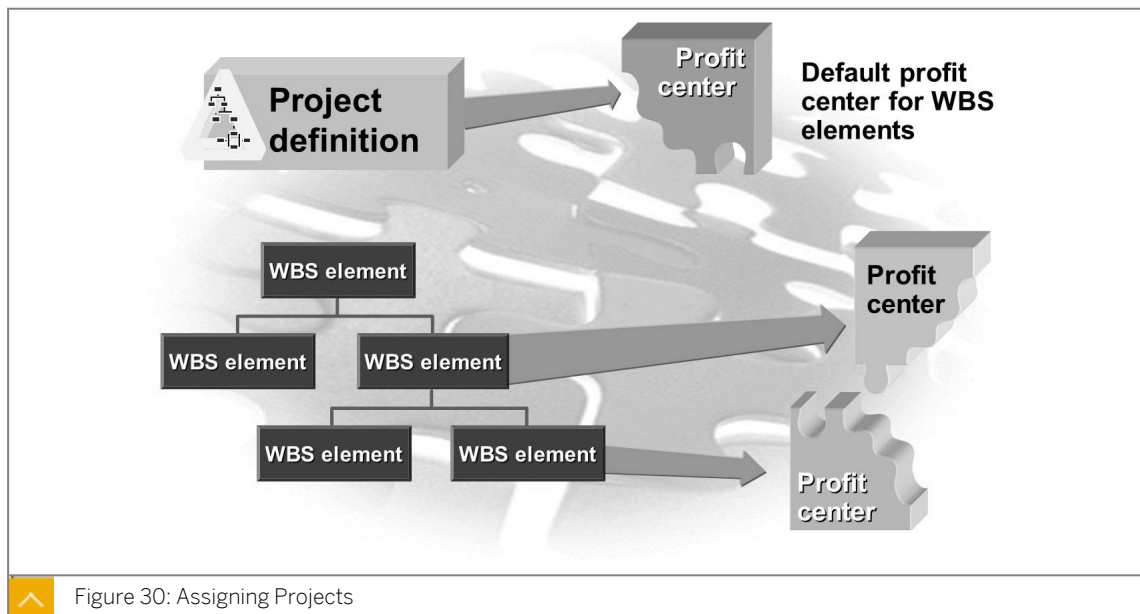 Project
definition
Profit
center
Default profit
center for WBS
elements
WBS element
WBS element
WBS element
WBS element
WBS element
Profit
center
Profit
center
Figure 30: Assigning Projects